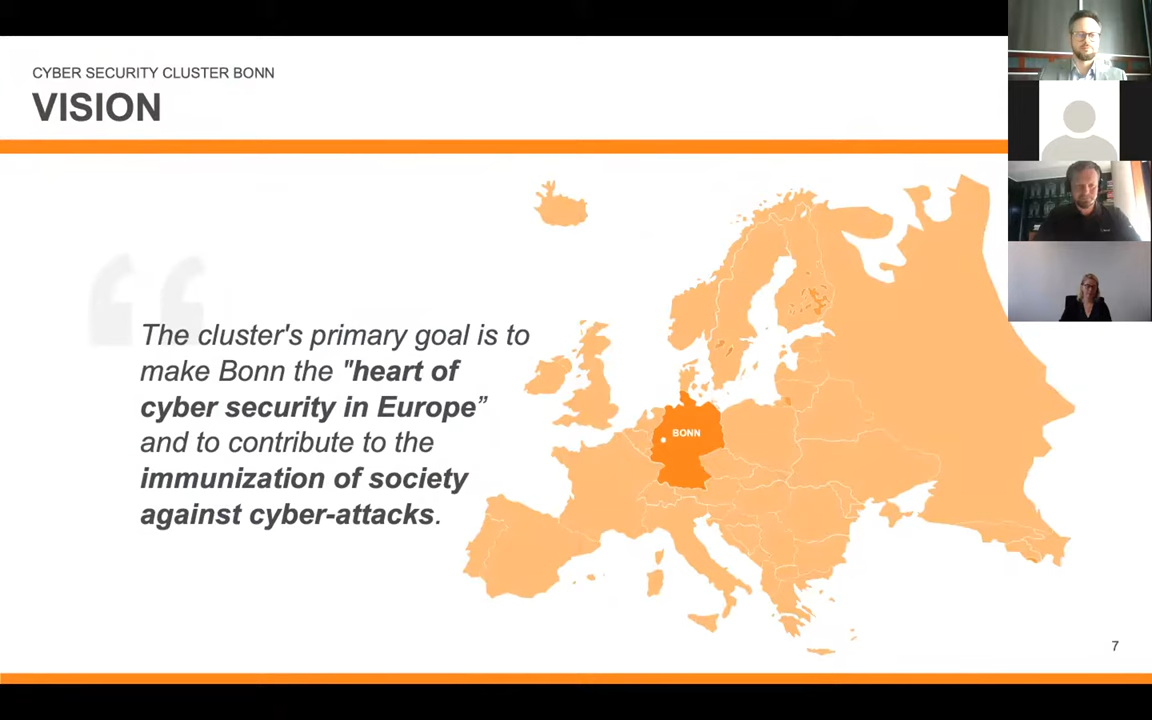 CYBER SECURITY CLUSTER BONN
VISION
The cluster's primary goal is to
make Bonn the "heart of
cyber security in Europe”
and to contribute to the
immunization of society
against cyber-attacks.
BONN
7